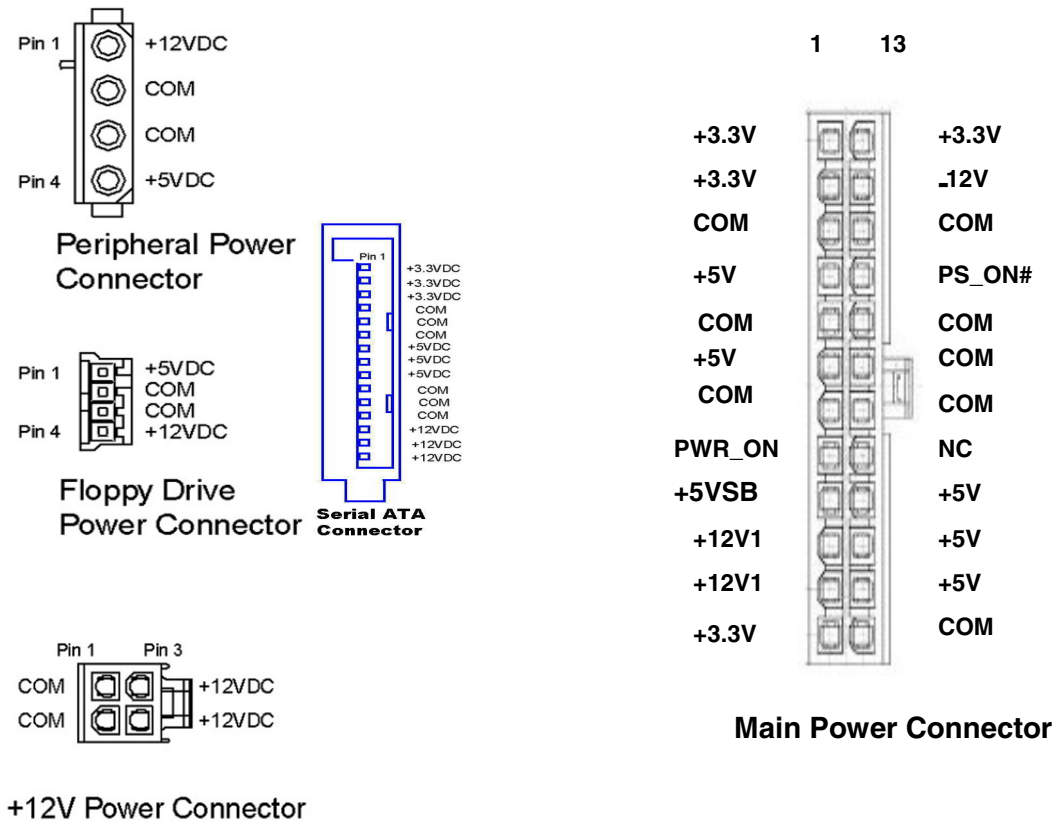 Pin 1 +12VDC
COM
COM
Pin 4 +5VDC
Peripheral Power
Connector
Pin 1 +5VDC
COM
COM
Pin 4 +12VDC
Floppy Drive
Power Connector
Pin 1
+3.3VDC
+3.3VDC
+3.3VDC
COM
COM
COM
+5VDC
+5VDC
+5VDC
COM
COM
COM
+12VDC
+12VDC
+12VDC
Serial ATA
Connector
Pin 1 Pin 3
COM +12VDC
COM +12VDC
+12V Power Connector
1 13
+3.3V +3.3V
+3.3V -12V
COM COM
+5V PS_ON#
COM COM
+5V COM
COM COM
PWR_ON NC
+5VSB +5V
+12V1 +5V
+12V1 +5V
+3.3V COM
Main Power Connector